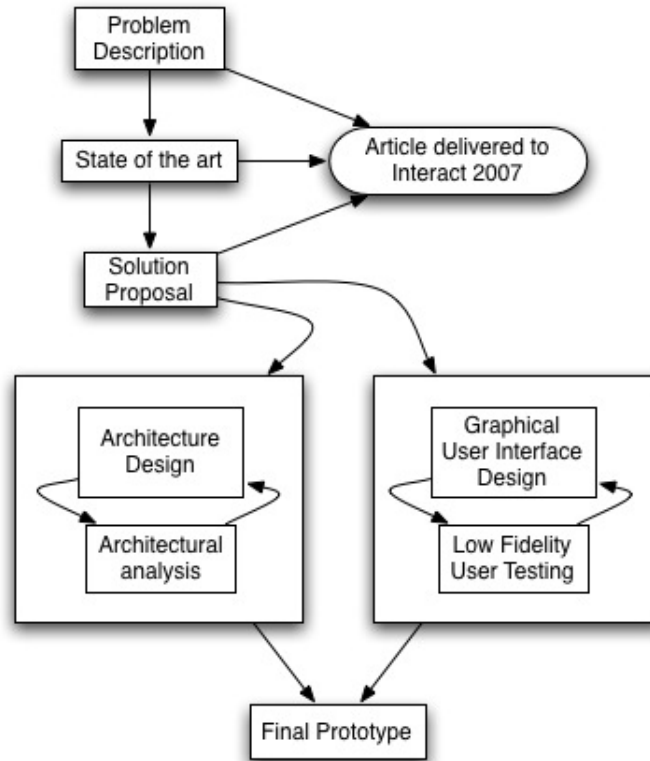 Problem
Description
State of the art
Article delivered to
Interact 2007
Solution
Proposal
Architecture
Design
Architectural
analysis
Graphical
User Interface
Design
Low Fidelity
User Testing
Final Prototype